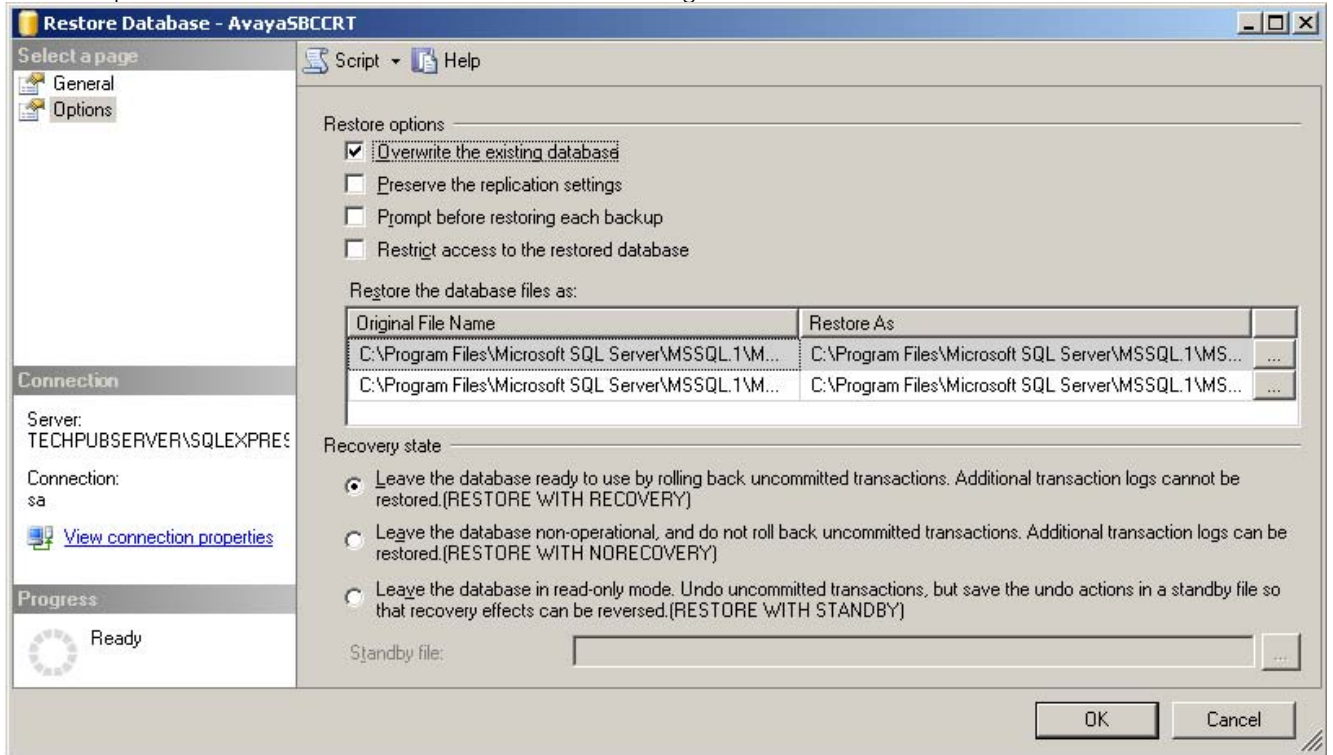 Restore Database - AvayaSBCCRT
Select a page
General
Options
Script
Help
Restore options
Overwrite the existing database
Preserve the replication settings
Prompt before restoring each backup
Restrict access to the restored database
Restore the database files as:
Original File Name
Restore As
C:\Program Files\Microsoft SQL Server\MSSQL.1\M...
C:\Program Files\Microsoft SQL Server\MSSQL.1\MS...
...
C:\Program Files\Microsoft SQL Server\MSSQL.1\M...
C:\Program Files\Microsoft SQL Server\MSSQL.1\MS...
...
Connection
Server:
TECHPUBSERVER\SQLEXPRES
Connection:
sa
View connection properties
Recovery state
Leave the database ready to use by rolling back uncommitted transactions. Additional transaction logs cannot be
restored.(RESTORE WITH RECOVERY)
Leave the database non-operational, and do not roll back uncommitted transactions. Additional transaction logs can be
restored.(RESTORE WITH NORECOVERY)
Leave the database in read-only mode. Undo uncommitted transactions, but save the undo actions in a standby file so
that recovery effects can be reversed.(RESTORE WITH STANDBY)
Standby file:
...
Progress
Ready
OK
Cancel